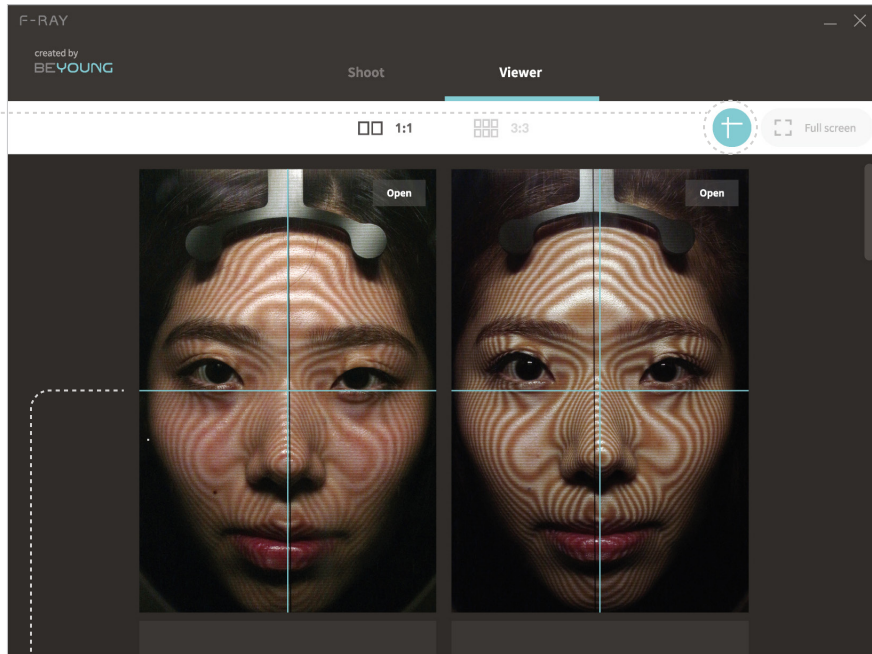 F-RAY
created by
BEYOUNG
Shoot
Viewer
1:1
3:3
Full screen
Open
Open